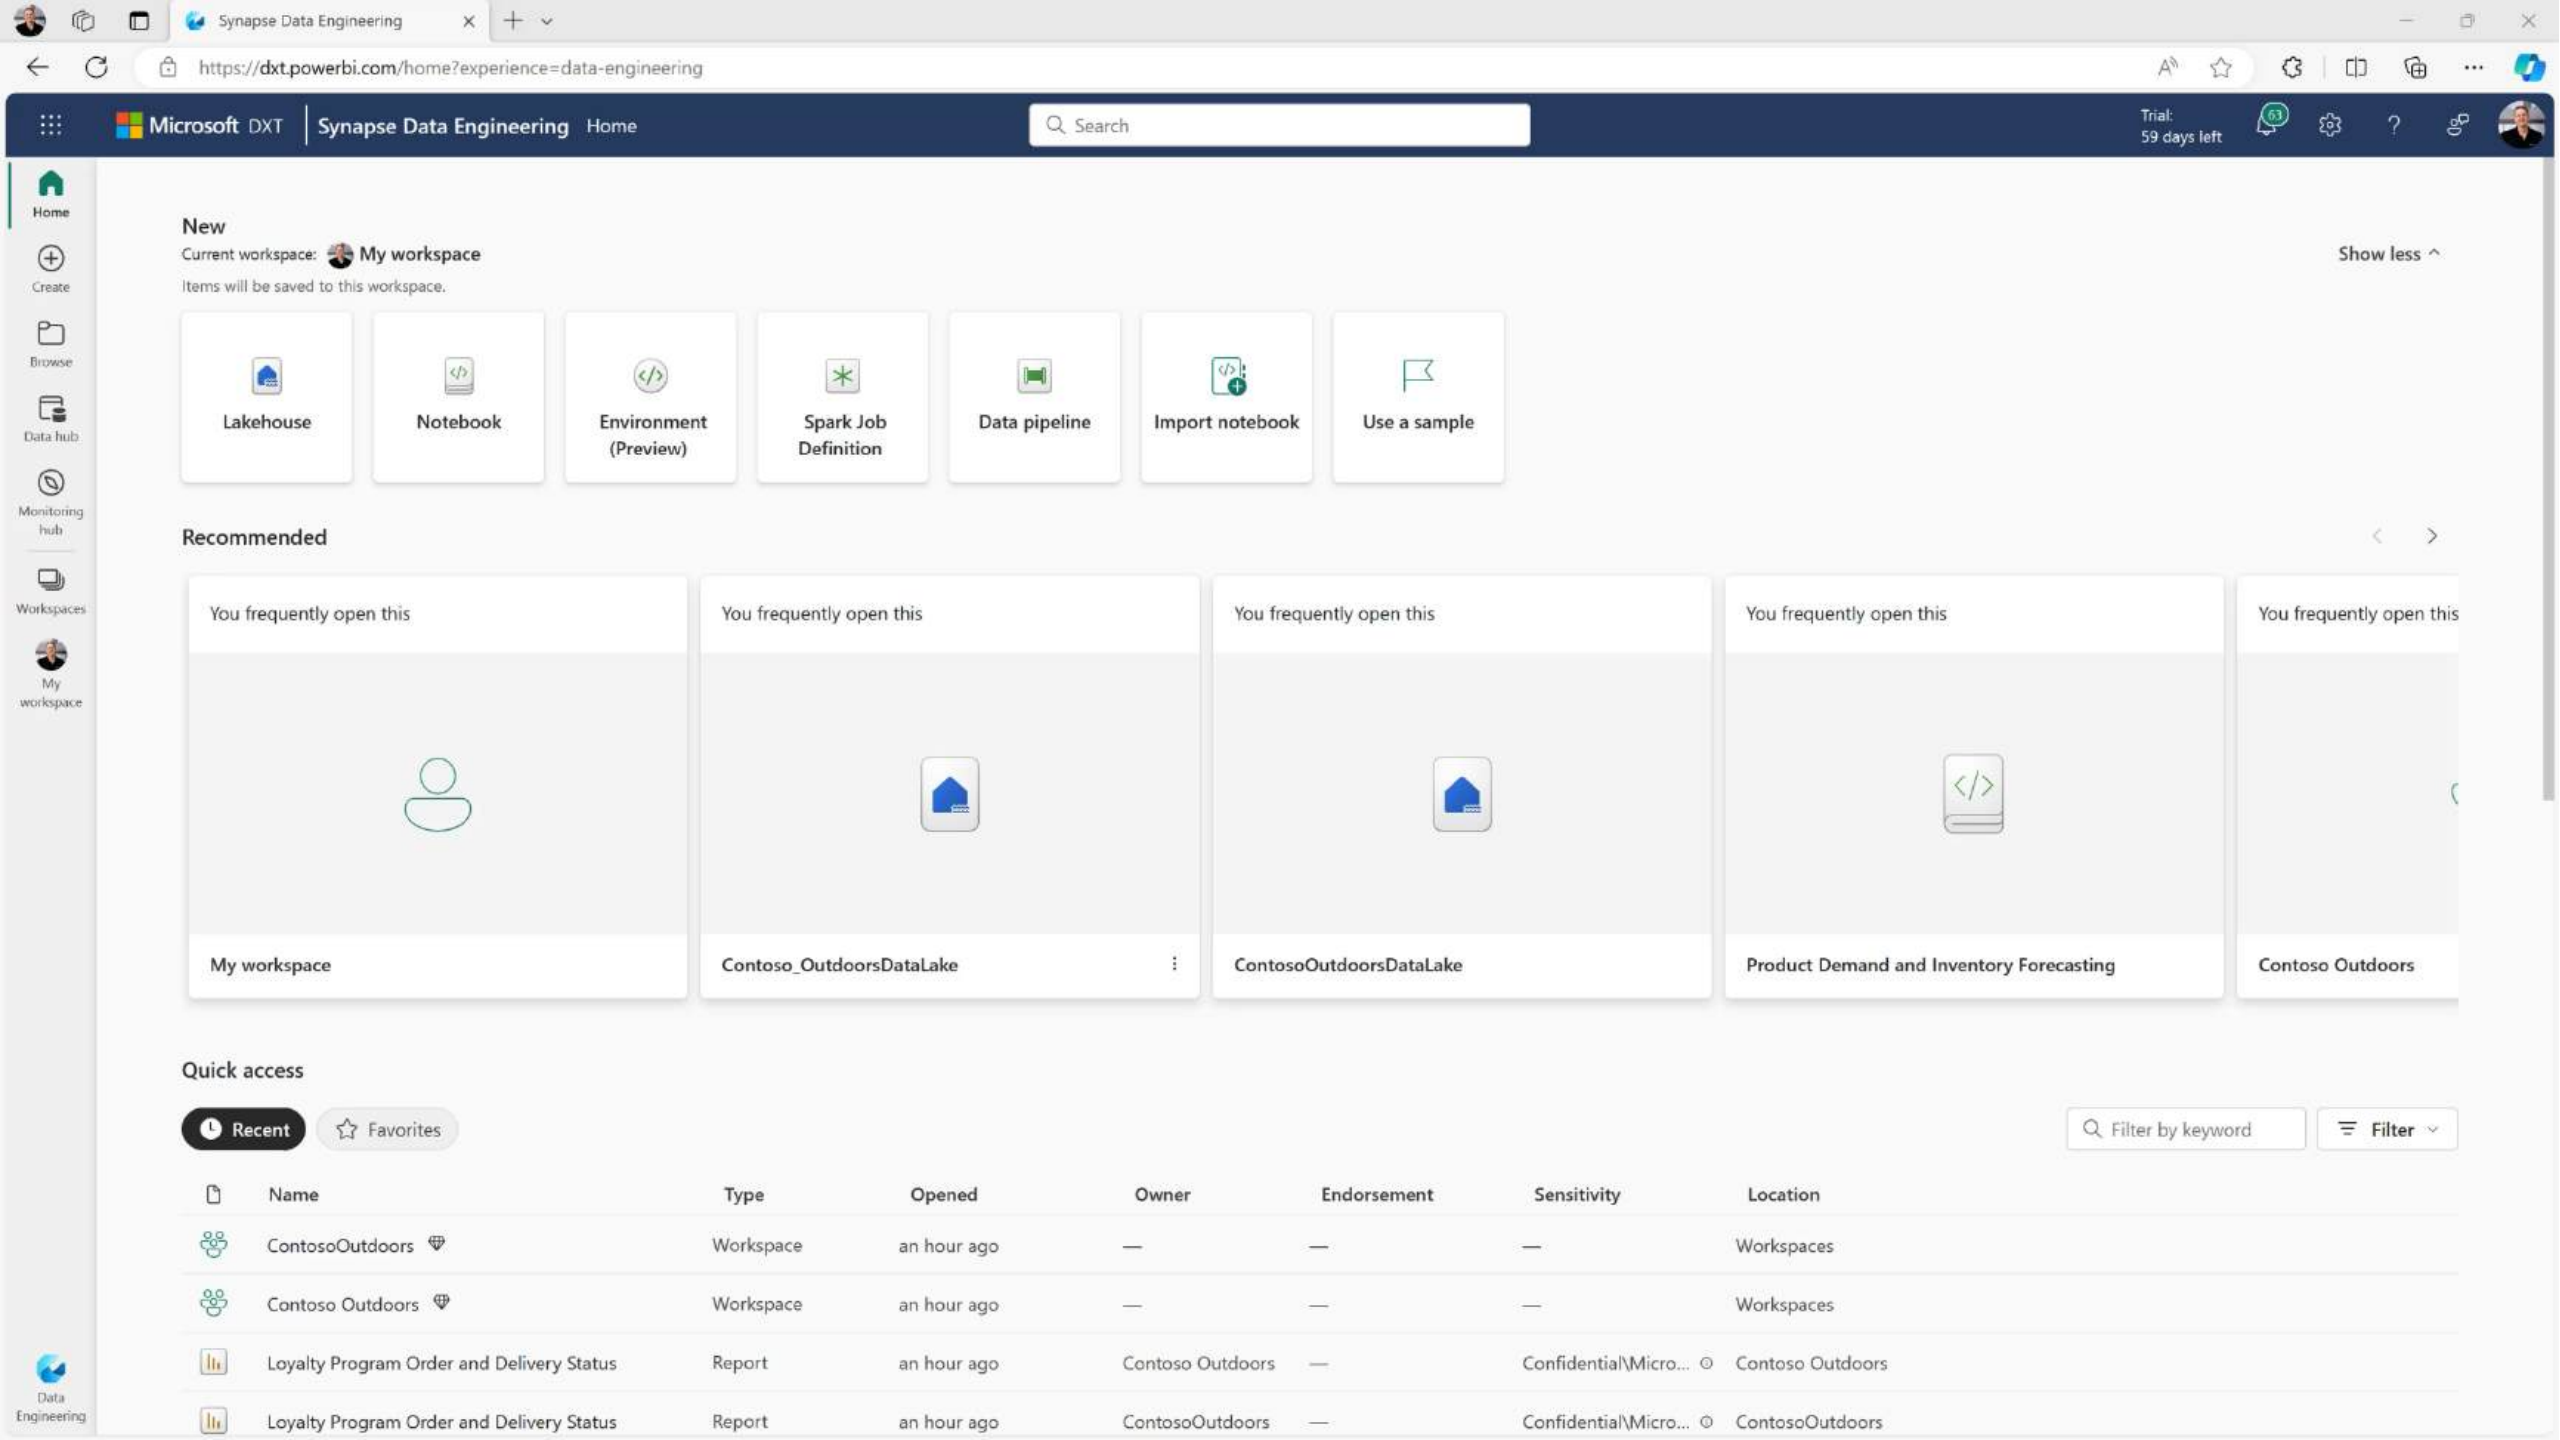 Synapse Data Engineering
https://dxt.powerbi.com/home?experience=data-engineering
Microsoft DXT Synapse Data Engineering Home
Search
Trial:
59 days left
63
?
Home
Create
Browse
Data hub
Monitoring
hub
Workspaces
My
workspace
Data
Engineering
New
Current workspace: My workspace
Show less
Items will be saved to this workspace.
Lakehouse
Notebook
Environment
(Preview)
Spark Job
Definition
Data pipeline
Import notebook
Use a sample
Recommended
You frequently open this
You frequently open this
You frequently open this
You frequently open this
You frequently open this
My workspace
Contoso_OutdoorsDataLake
ContosoOutdoorsDataLake
Product Demand and Inventory Forecasting
Contoso Outdoors
Quick access
Recent Favorites
Filter by keyword Filter
Name Type Opened Owner Endorsement Sensitivity Location
ContosoOutdoors Workspace an hour ago — — — Workspaces
Contoso Outdoors Workspace an hour ago — — — Workspaces
Loyalty Program Order and Delivery Status Report an hour ago Contoso Outdoors — Confidential\Micro... Contoso Outdoors
Loyalty Program Order and Delivery Status Report an hour ago ContosoOutdoors — Confidential\Micro... ContosoOutdoors